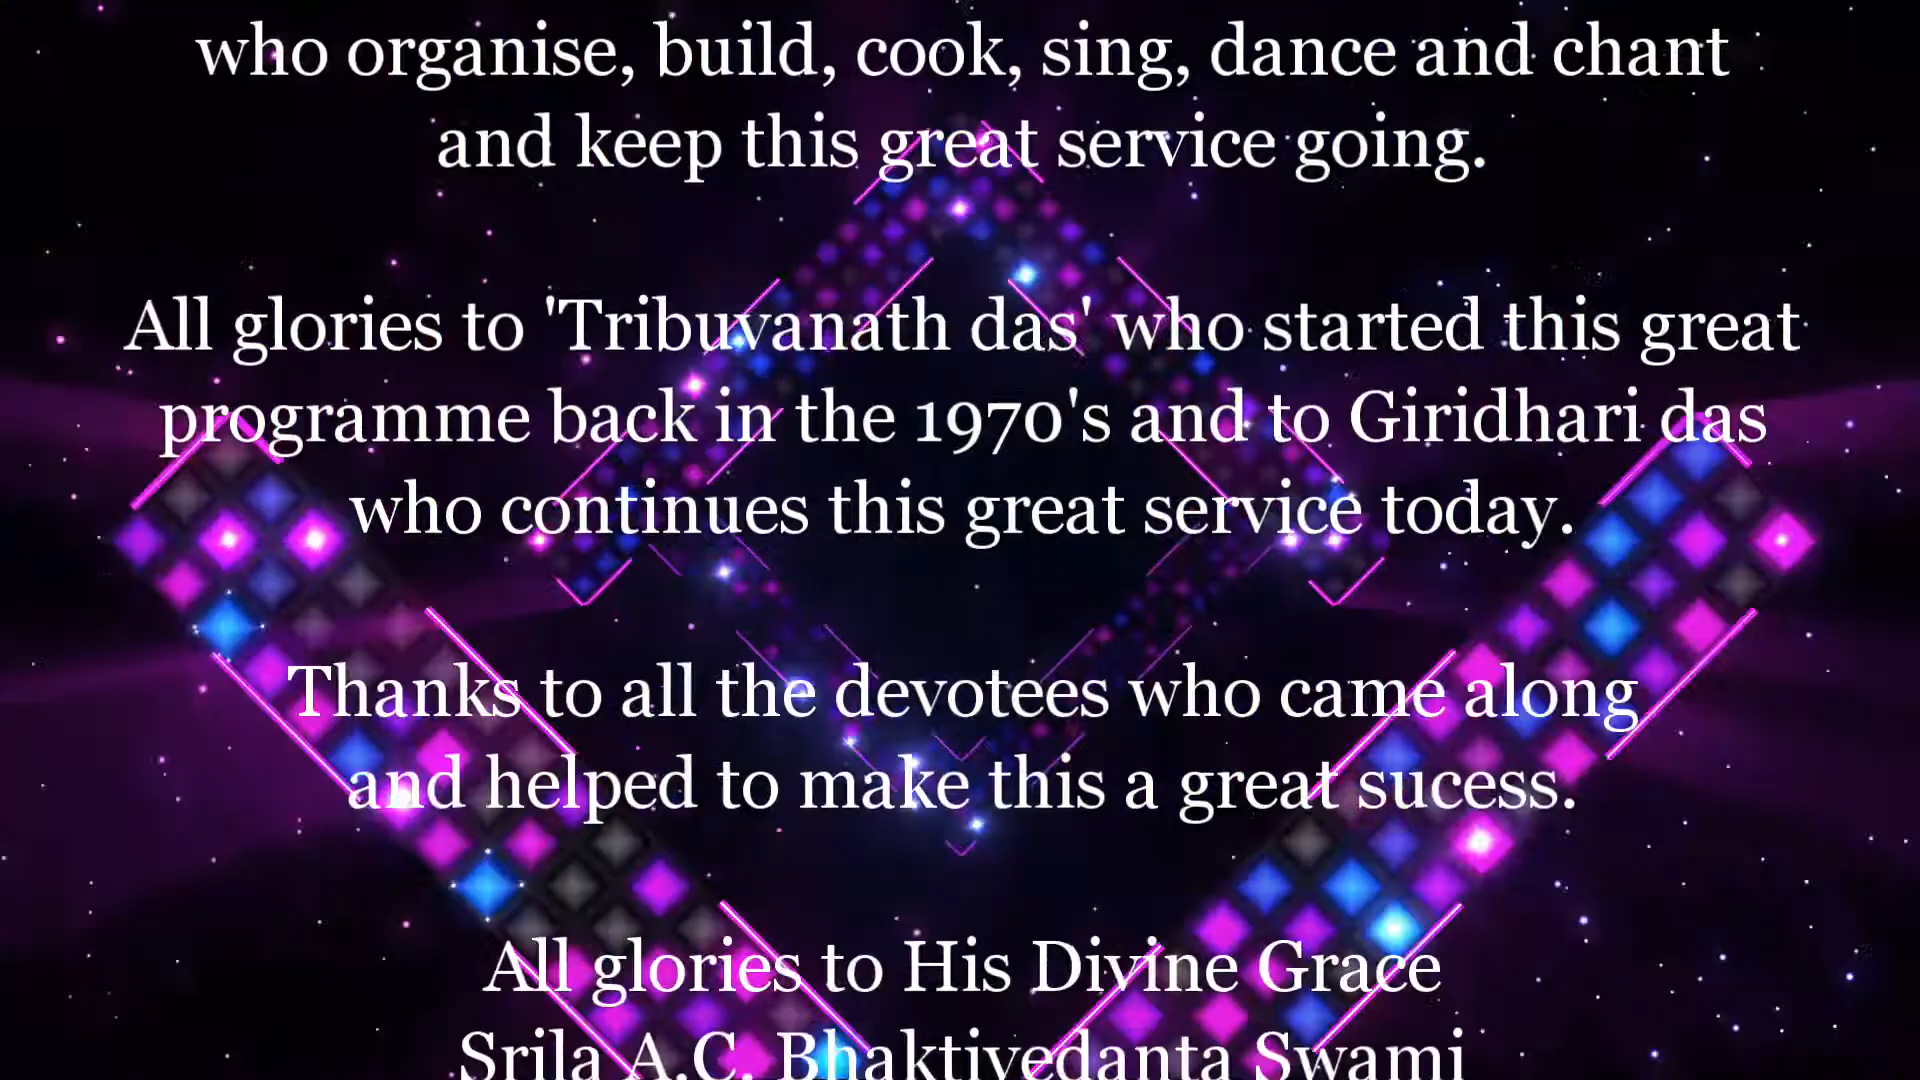 who organise, build, cook, sing, dance and chant
and keep this great service going.
All glories to 'Tribuvanath das' who started this great
programme back in the 1970's and to Giridhari das
who continues this great service today.
Thanks to all the devotees who came along
and helped to make this a great sucess.
All glories to His Divine Grace
Srila A.C. Bhaktivedanta Swami